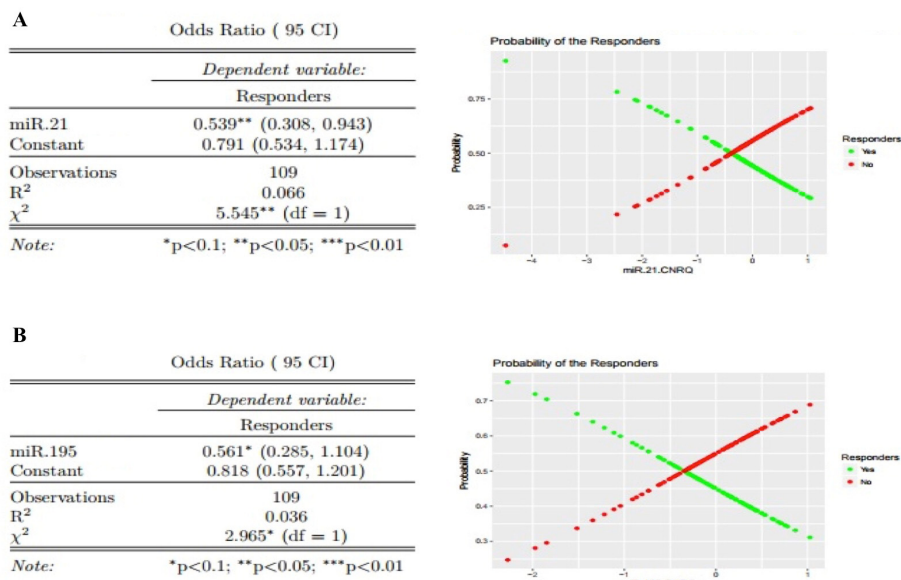 A
Odds Ratio ( 95 CI)
Dependent variable:
Responders
miR.21 0.539** (0.308, 0.943)
Constant 0.791 (0.534, 1.174)
Observations 109
R² 0.066
χ² 5.545** (df = 1)
Note: *p<0.1; **p<0.05; ***p<0.01
Probability of the Responders
Probability
0.75
0.50
0.25
−4 −3 −2 −1 0 1
miR.21.CNRQ
Responders
Yes
No
B
Odds Ratio ( 95 CI)
Dependent variable:
Responders
miR.195 0.561* (0.285, 1.104)
Constant 0.818 (0.557, 1.201)
Observations 109
R² 0.036
χ² 2.965* (df = 1)
Note: *p<0.1; **p<0.05; ***p<0.01
Probability of the Responders
Probability
0.7
0.6
0.5
0.4
0.3
−2 −1 0 1
Responders
Yes
No